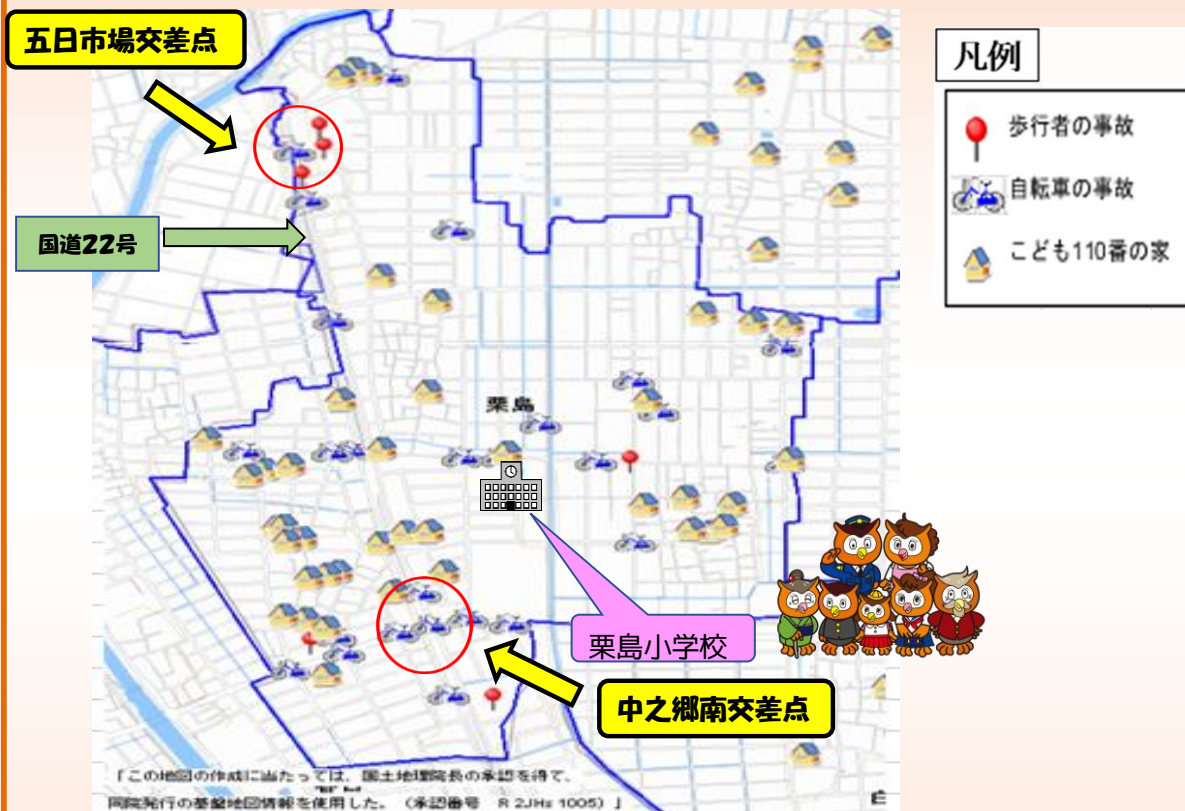 五日市場交差点
凡例
歩行者の事故
自転車の事故
こども110番の家
国道22号
栗島
栗島小学校
中之郷南交差点
「この地図の作成に当たっては、国土地理院長の承認を得て、
同院発行の基盤地図情報を使用した。（承認番号 R 2JHs 1005）」